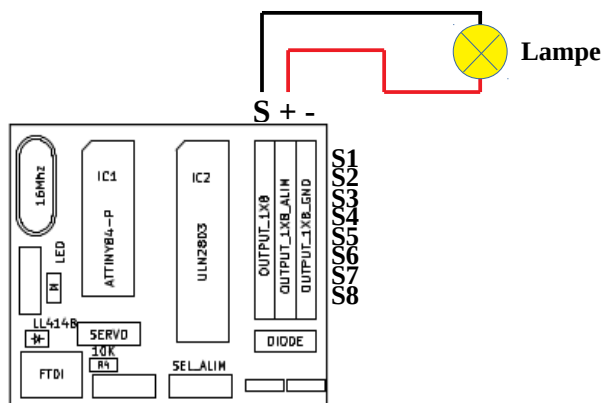 Lampe
S + -
16Mhz
IC1
ATTINY84-P
IC2
ULN2803
OUTPUT_1X8
OUTPUT_1X8_ALIM
OUTPUT_1X8_GND
S1
S2
S3
S4
S5
S6
S7
S8
LED
LL4148
SERVO
10K
R4
FTDI
SEL_ALIM
DIODE